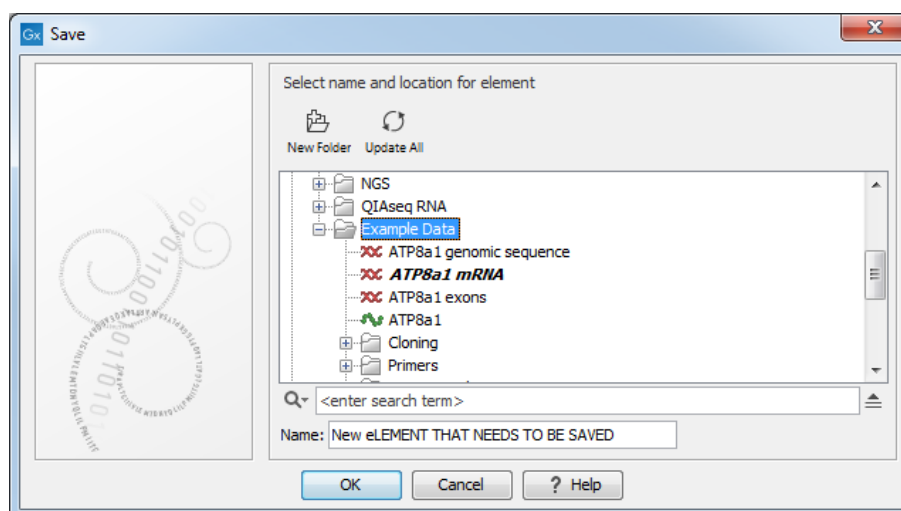 Gx Save
Select name and location for element
New Folder Update All
NGS
QIAseq RNA
Example Data
ATP8a1 genomic sequence
ATP8a1 mRNA
ATP8a1 exons
ATP8a1
Cloning
Primers
<enter search term>
Name: New eLEMENT THAT NEEDS TO BE SAVED
OK Cancel ? Help